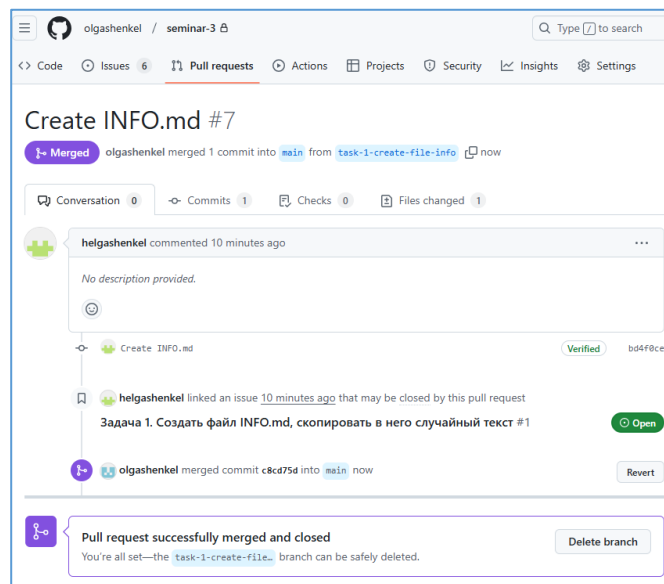 olgashenkel / seminar-3 Type / to search
Code Issues 6 Pull requests Actions Projects Security Insights Settings
Create INFO.md #7
Merged olgashenkel merged 1 commit into main from task-1-create-file-info now
Conversation 0 Commits 1 Checks 0 Files changed 1
helgashenkel commented 10 minutes ago ...
No description provided.
Create INFO.md Verified bd4f0ce
helgashenkel linked an issue 10 minutes ago that may be closed by this pull request
Задача 1. Создать файл INFO.md, скопировать в него случайный текст #1 Open
olgashenkel merged commit c8cd75d into main now Revert
Pull request successfully merged and closed
You're all set—the task-1-create-file… branch can be safely deleted. Delete branch